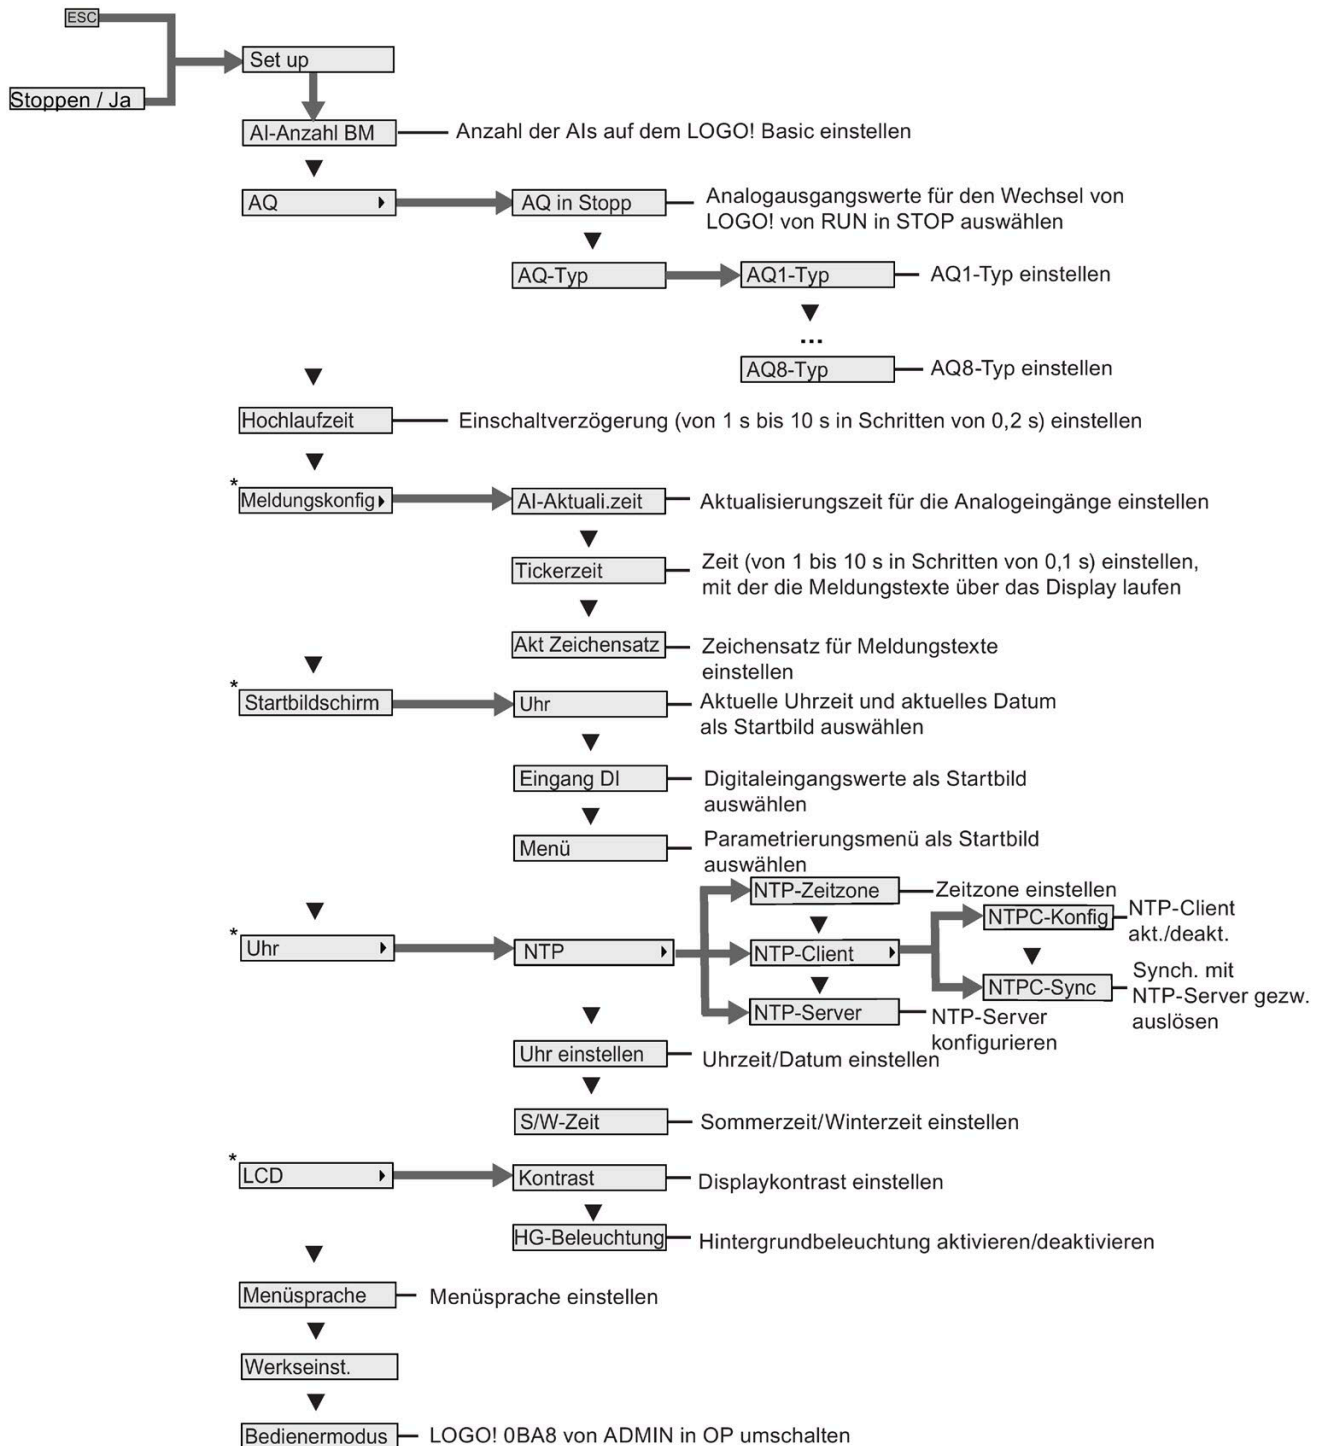 ESC
Set up
Stoppen / Ja
AI-Anzahl BM
Anzahl der AIs auf dem LOGO! Basic einstellen
AQ
AQ in Stopp
Analogausgangswerte für den Wechsel von
LOGO! von RUN in STOP auswählen
AQ-Typ
AQ1-Typ
AQ1-Typ einstellen
...
AQ8-Typ
AQ8-Typ einstellen
Hochlaufzeit
Einschaltverzögerung (von 1 s bis 10 s in Schritten von 0,2 s) einstellen
*
Meldungskonfig
AI-Aktuali.zeit
Aktualisierungszeit für die Analogeingänge einstellen
Tickerzeit
Zeit (von 1 bis 10 s in Schritten von 0,1 s) einstellen,
mit der die Meldungstexte über das Display laufen
Akt Zeichensatz
Zeichensatz für Meldungstexte
einstellen
*
Startbildschirm
Uhr
Aktuelle Uhrzeit und aktuelles Datum
als Startbild auswählen
Eingang DI
Digitaleingangswerte als Startbild
auswählen
Menü
Parametrierungsmenü als Startbild
auswählen
NTP-Zeitzone
Zeitzone einstellen
*
Uhr
NTP
NTP-Client
NTPC-Konfig
NTP-Client
akt./deakt.
NTPC-Sync
Synch. mit
NTP-Server gezw.
auslösen
NTP-Server
NTP-Server
konfigurieren
Uhr einstellen
Uhrzeit/Datum einstellen
S/W-Zeit
Sommerzeit/Winterzeit einstellen
*
LCD
Kontrast
Displaykontrast einstellen
HG-Beleuchtung
Hintergrundbeleuchtung aktivieren/deaktivieren
Menüsprache
Menüsprache einstellen
Werkseinst.
Bedienermodus
LOGO! 0BA8 von ADMIN in OP umschalten